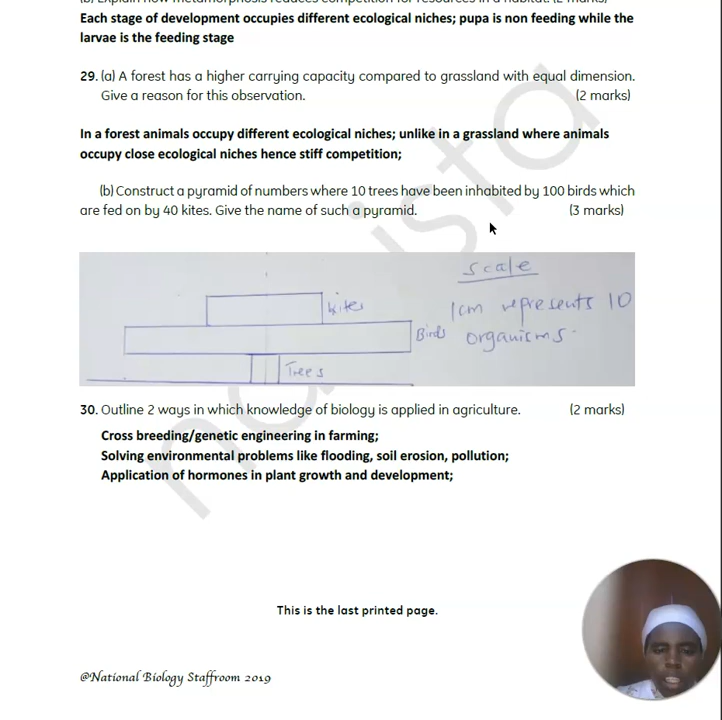 Each stage of development occupies different ecological niches; pupa is non feeding while the
larvae is the feeding stage
29. (a) A forest has a higher carrying capacity compared to grassland with equal dimension.
Give a reason for this observation. (2 marks)
In a forest animals occupy different ecological niches; unlike in a grassland where animals
occupy close ecological niches hence stiff competition;
(b) Construct a pyramid of numbers where 10 trees have been inhabited by 100 birds which
are fed on by 40 kites. Give the name of such a pyramid. (3 marks)
Scale
1cm represents 10
organisms.
kites
Birds
Trees
30. Outline 2 ways in which knowledge of biology is applied in agriculture. (2 marks)
Cross breeding/genetic engineering in farming;
Solving environmental problems like flooding, soil erosion, pollution;
Application of hormones in plant growth and development;
This is the last printed page.
@National Biology Staffroom 2019